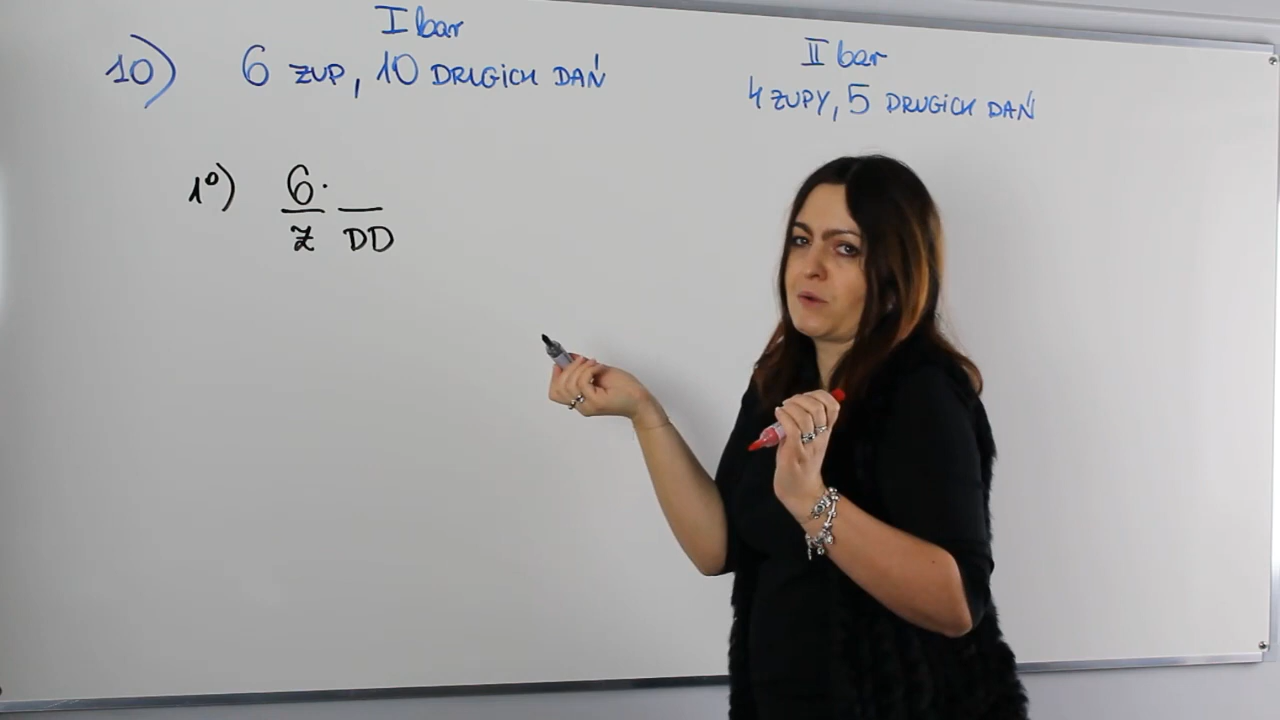 I bar
II bar
10) 6 ZUP, 10 DRUGICH DAŃ
4 ZUPY, 5 DRUGICH DAŃ
1°) 6 ·
Z DD